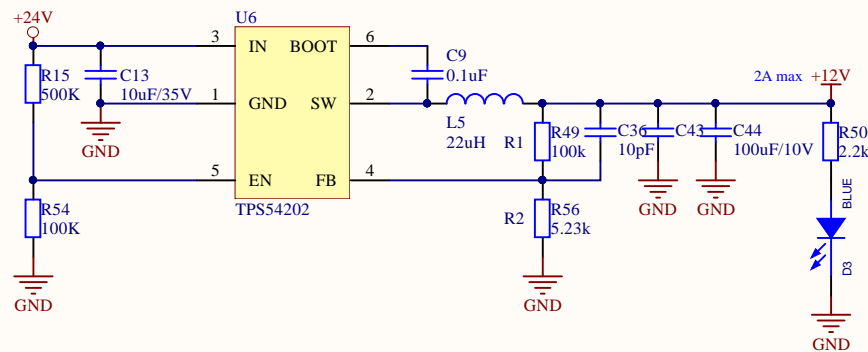 +24V
U6
3
IN
BOOT
6
R15
500K
C13
10uF/35V
C9
0.1uF
1
GND
SW
2
2A max
+12V
GND
L5
22uH
R1
R49
100k
C36
10pF
C43
C44
100uF/10V
R50
2.2k
5
EN
FB
4
GND
GND
BLUE
R54
100K
TPS54202
R2
R56
5.23k
D3
GND
GND
GND